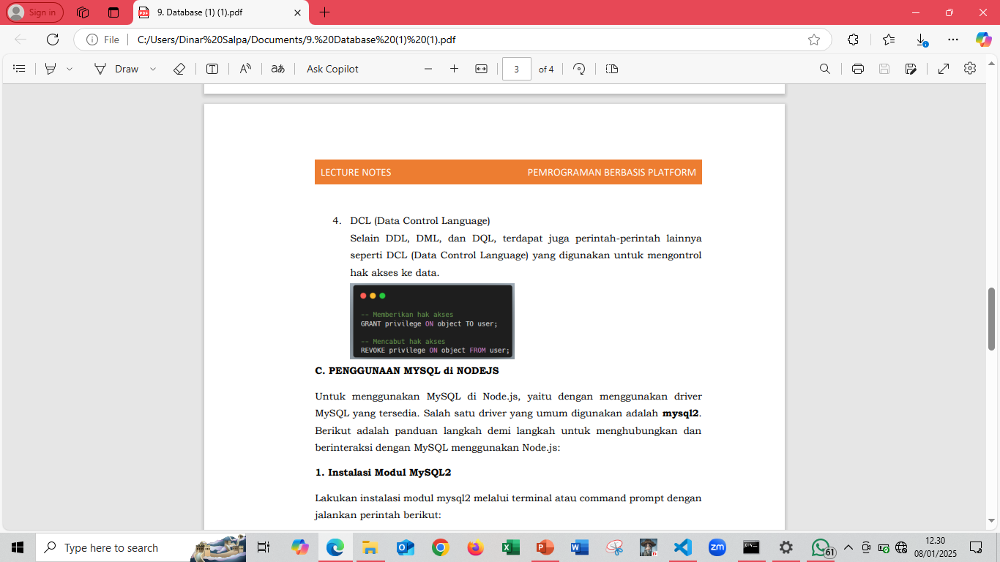 Sign in
9. Database (1) (1).pdf
File
C:/Users/Dinar%20Salpa/Documents/9.%20Database%20(1)%20(1).pdf
Draw
Ask Copilot
3
of 4
LECTURE NOTES PEMROGRAMAN BERBASIS PLATFORM
4. DCL (Data Control Language)
Selain DDL, DML, dan DQL, terdapat juga perintah-perintah lainnya
seperti DCL (Data Control Language) yang digunakan untuk mengontrol
hak akses ke data.
-- Memberikan hak akses
GRANT privilege ON object TO user;
-- Mencabut hak akses
REVOKE privilege ON object FROM user;
C. PENGGUNAAN MYSQL di NODEJS
Untuk menggunakan MySQL di Node.js, yaitu dengan menggunakan driver
MySQL yang tersedia. Salah satu driver yang umum digunakan adalah mysql2.
Berikut adalah panduan langkah demi langkah untuk menghubungkan dan
berinteraksi dengan MySQL menggunakan Node.js:
1. Instalasi Modul MySQL2
Lakukan instalasi modul mysql2 melalui terminal atau command prompt dengan
jalankan perintah berikut:
Type here to search
zm
61
12.30
08/01/2025